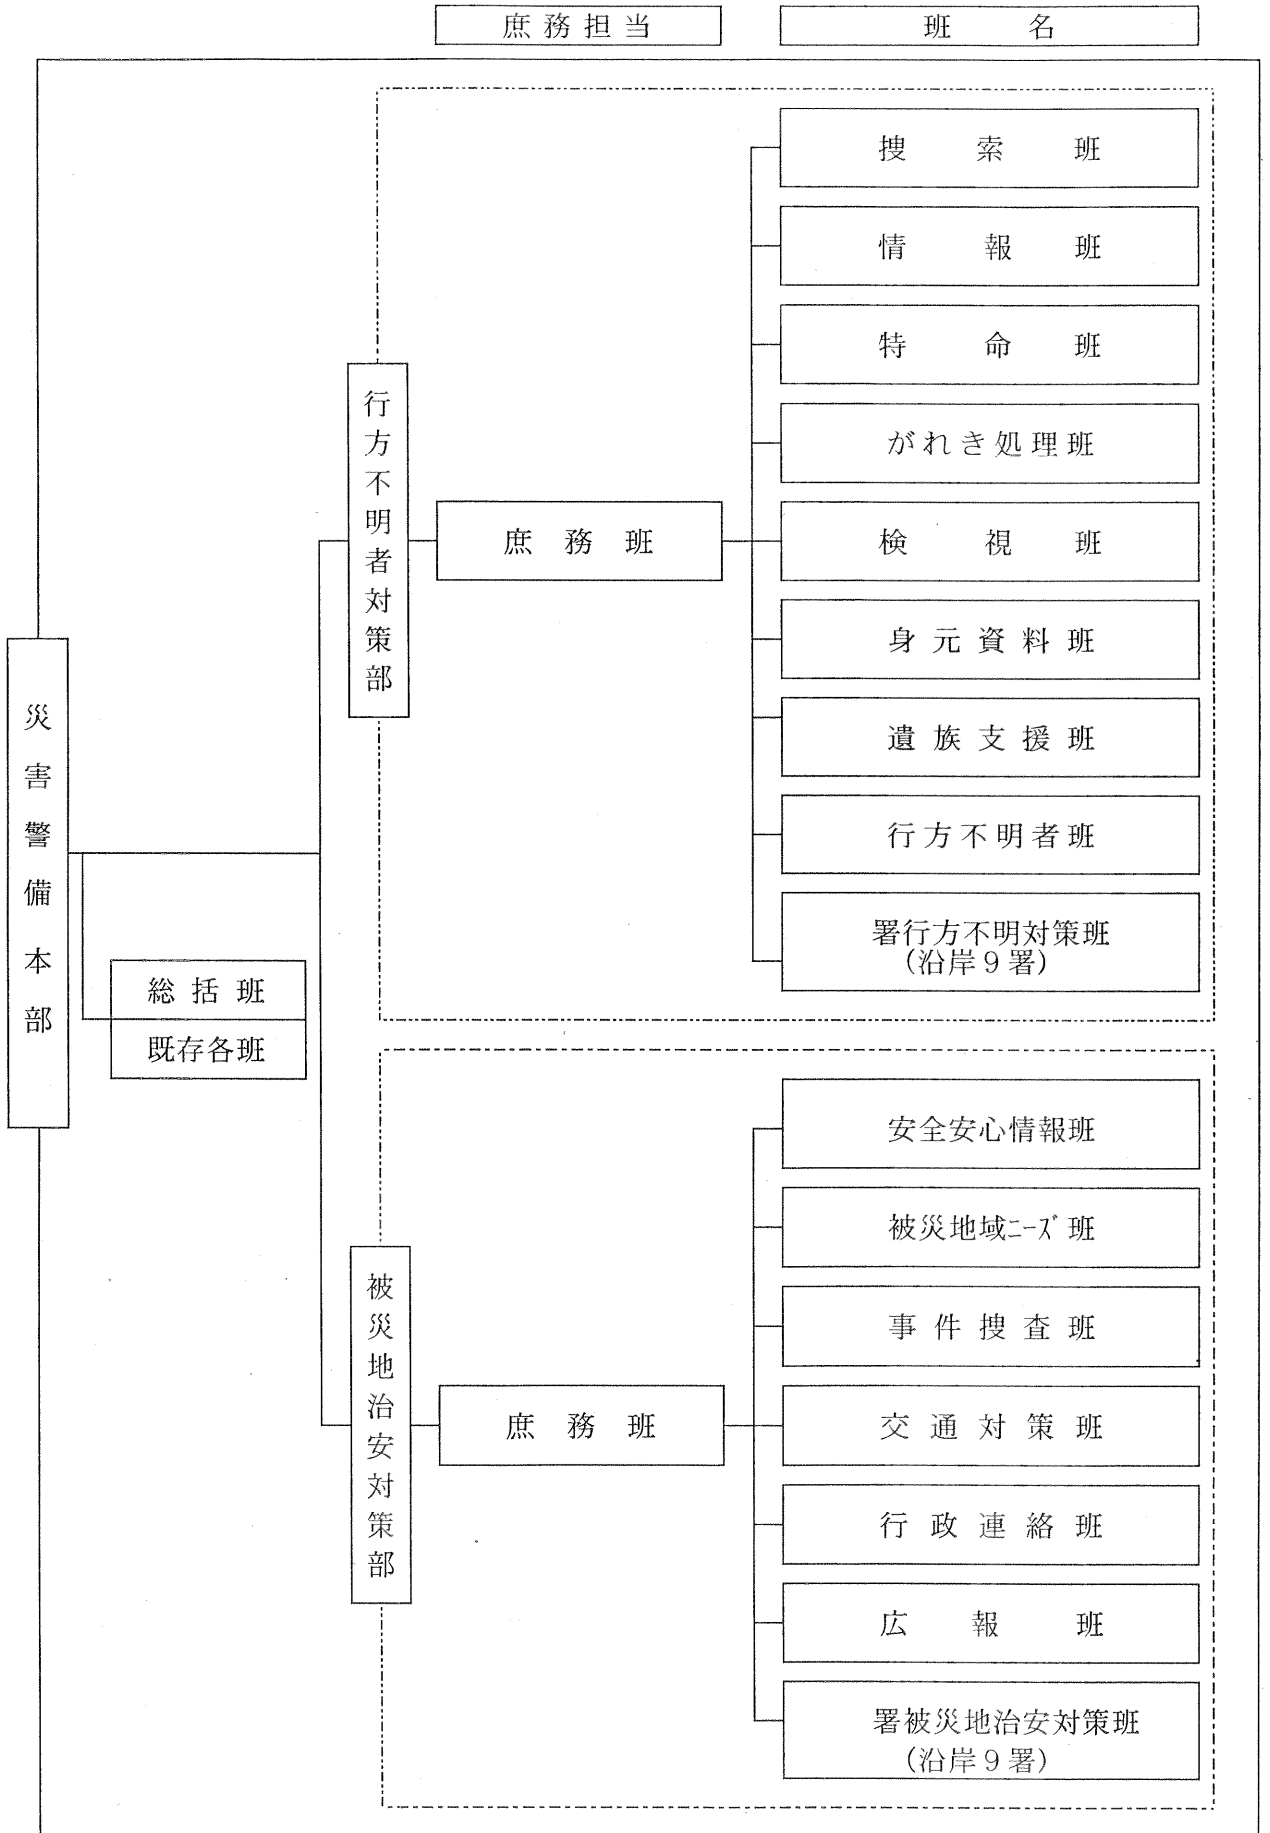 庶務担当
班名
災害警備本部
総括班
既存各班
行方不明者対策部
庶務班
捜索班
情報班
特命班
がれき処理班
検視班
身元資料班
遺族支援班
行方不明者班
署行方不明対策班
(沿岸９署)
被災地治安対策部
庶務班
安全安心情報班
被災地域ﾆｰｽﾞ班
事件捜査班
交通対策班
行政連絡班
広報班
署被災地治安対策班
(沿岸９署)